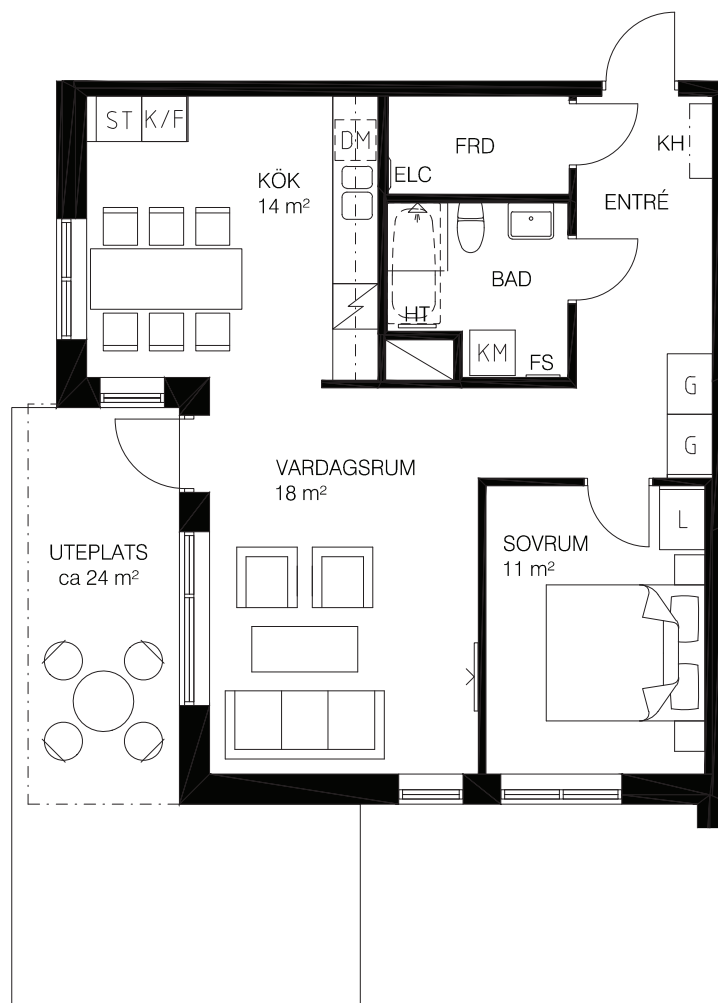 ST
K/F
DM
FRD
KH
ELC
KÖK
14 m²
ENTRÉ
BAD
HT
KM
FS
G
G
VARDAGSRUM
18 m²
L
UTEPLATS
ca 24 m²
SOVRUM
11 m²